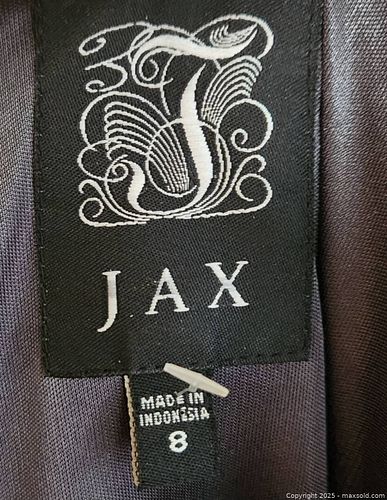 J
JAX
MADE IN
INDONESIA
8
Copyright 2025 - maxsold.com